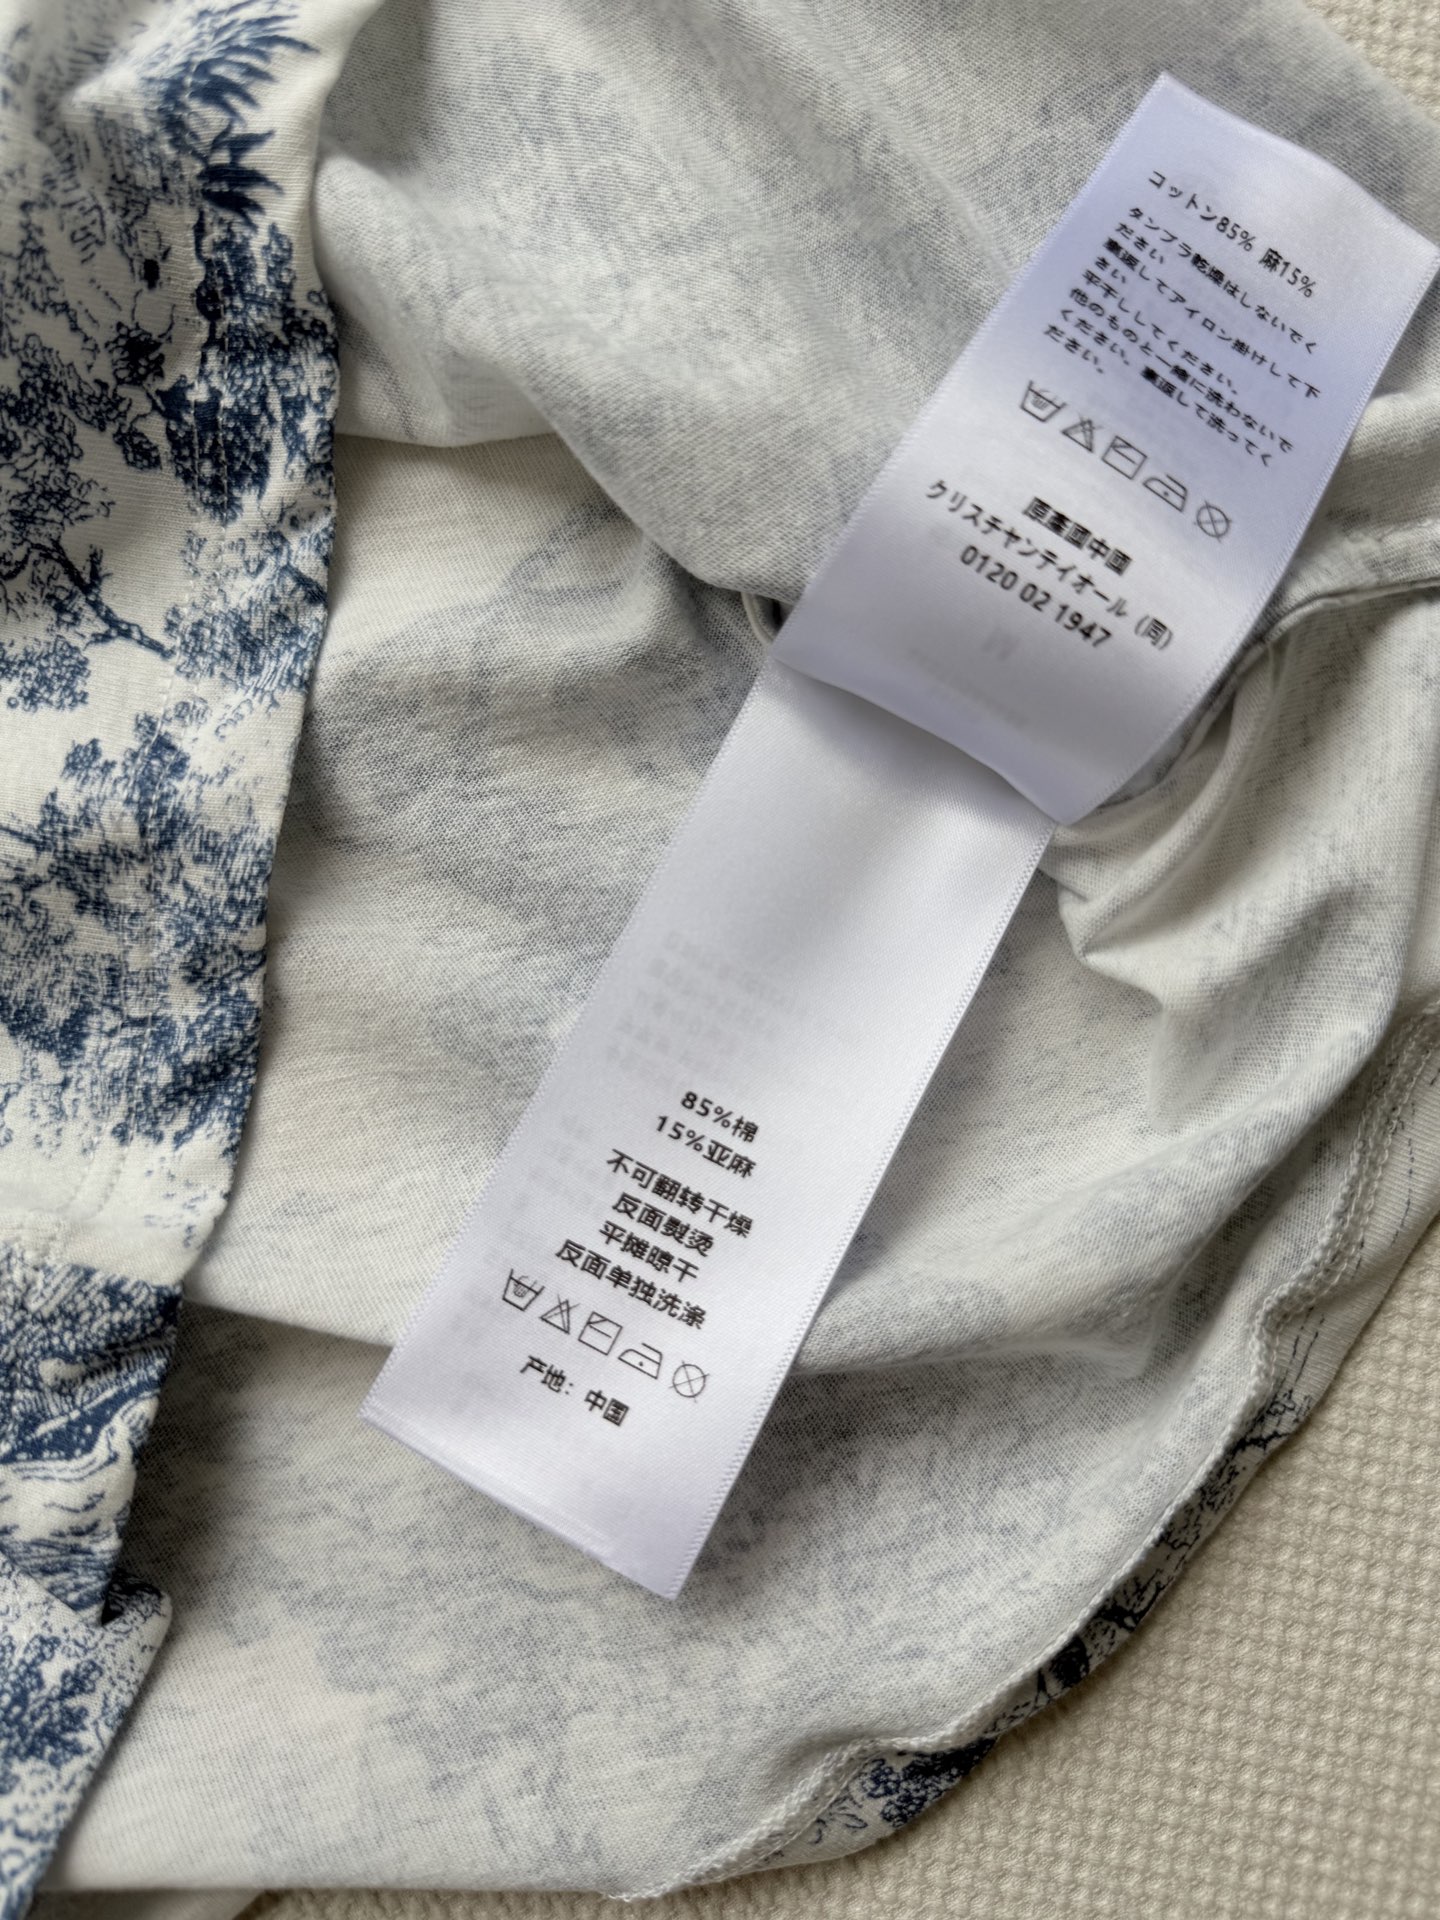 コットン85% 麻15%
タンブラ乾燥はしないでく
ださい
裏返してアイロン掛けして下
さい
平干ししてください。
他のものと一緒に洗わないで
ください、裏返して洗ってく
ださい。
原產國中國
クリスチャンディオール (同)
0120 02 1947
85%棉
15%亚麻
不可翻转干燥
反面熨烫
平摊晾干
反面单独洗涤
产地：中国